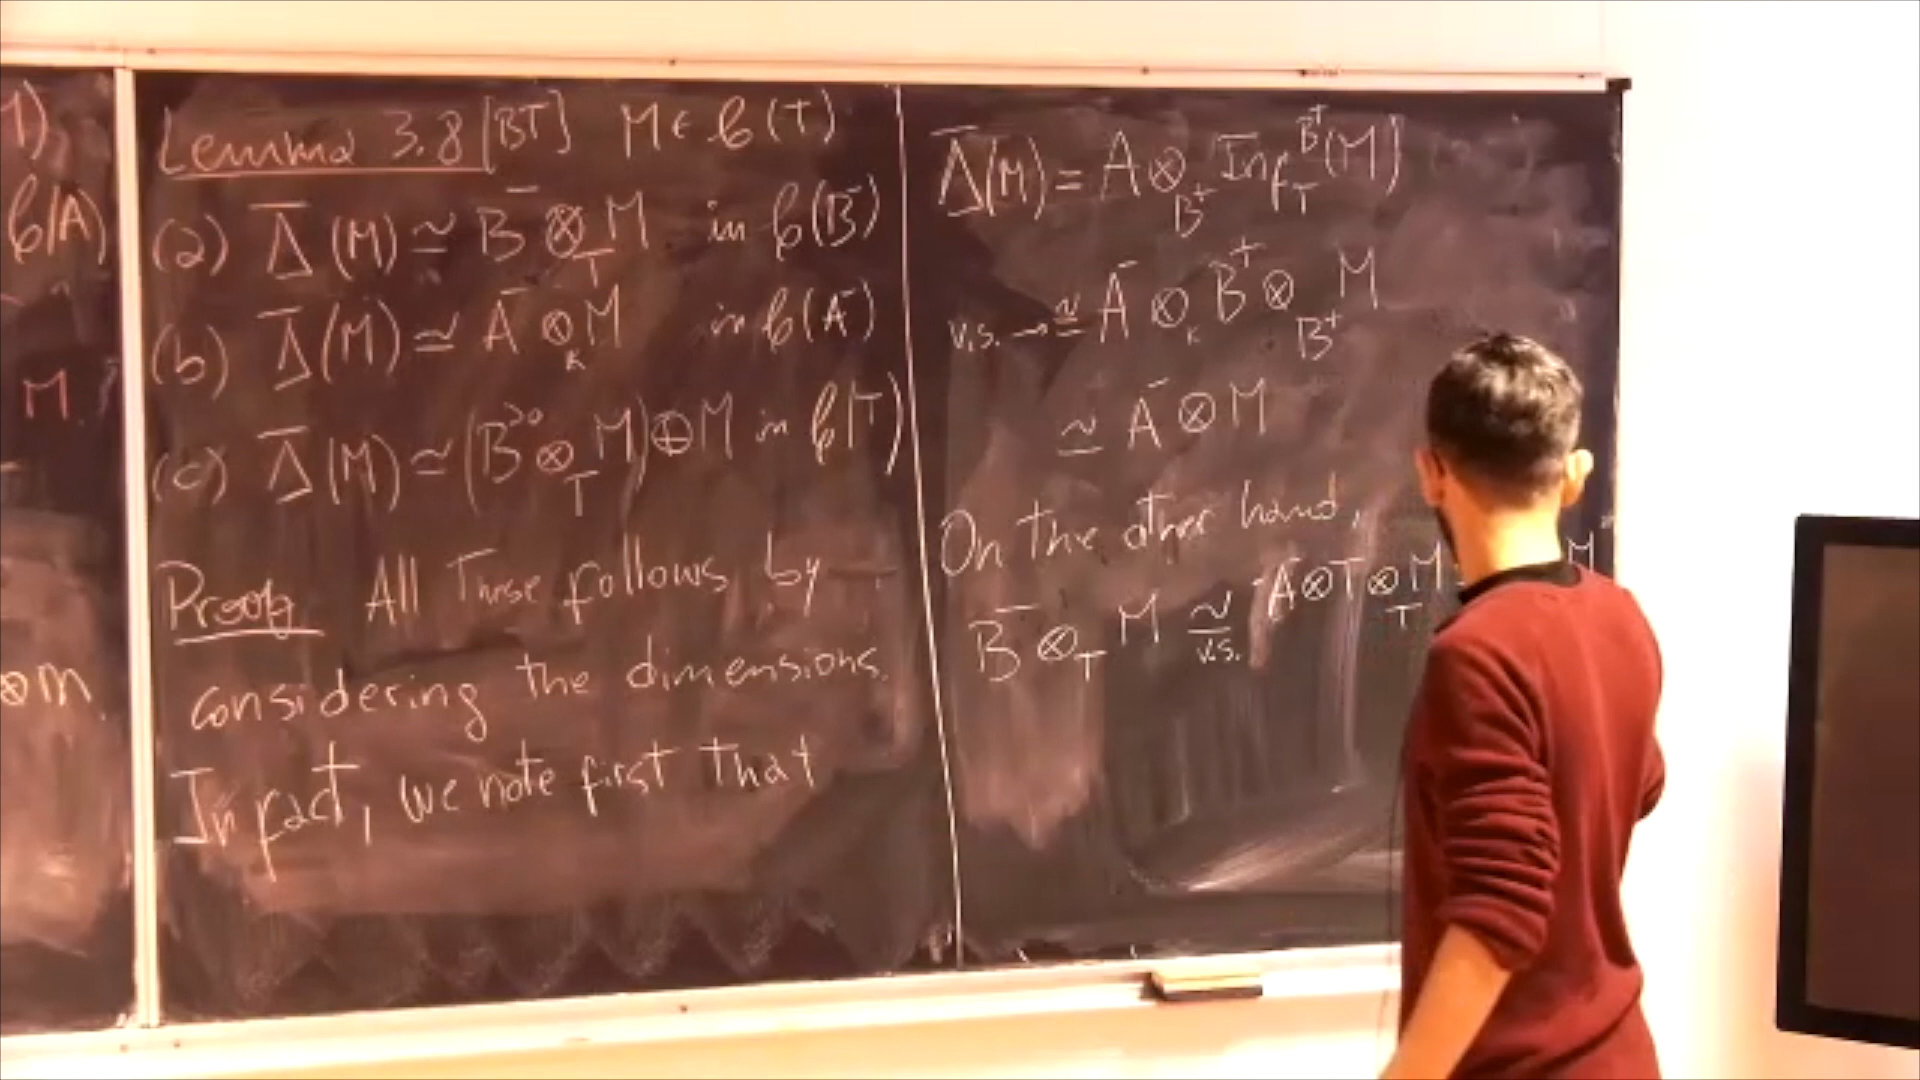 1)
𝒞(A)
M.
⊗m.
Lemma 3.8 [BT] M ∈ 𝒞(T)
(a) Δ̅(M) ≃ B⁻ ⊗_T M in 𝒞(B⁻)
(b) Δ̅(M) ≃ A⁻ ⊗_K M in 𝒞(A⁻)
(c) Δ̅(M) ≃ (B^{>0} ⊗_T M) ⊕ M in 𝒞(T)
Proof All These follows by
considering the dimensions.
In fact, we note first that
Δ̅(M) = A ⊗_{B⁺} Inf_T^{B⁺}(M)
v.s. → ≅ A⁻ ⊗_K B⁺ ⊗_{B⁺} M
≃ A⁻ ⊗ M
On the other hand,
B⁻ ⊗_T M ≅_{v.s.} A⁻ ⊗ T ⊗_T M M